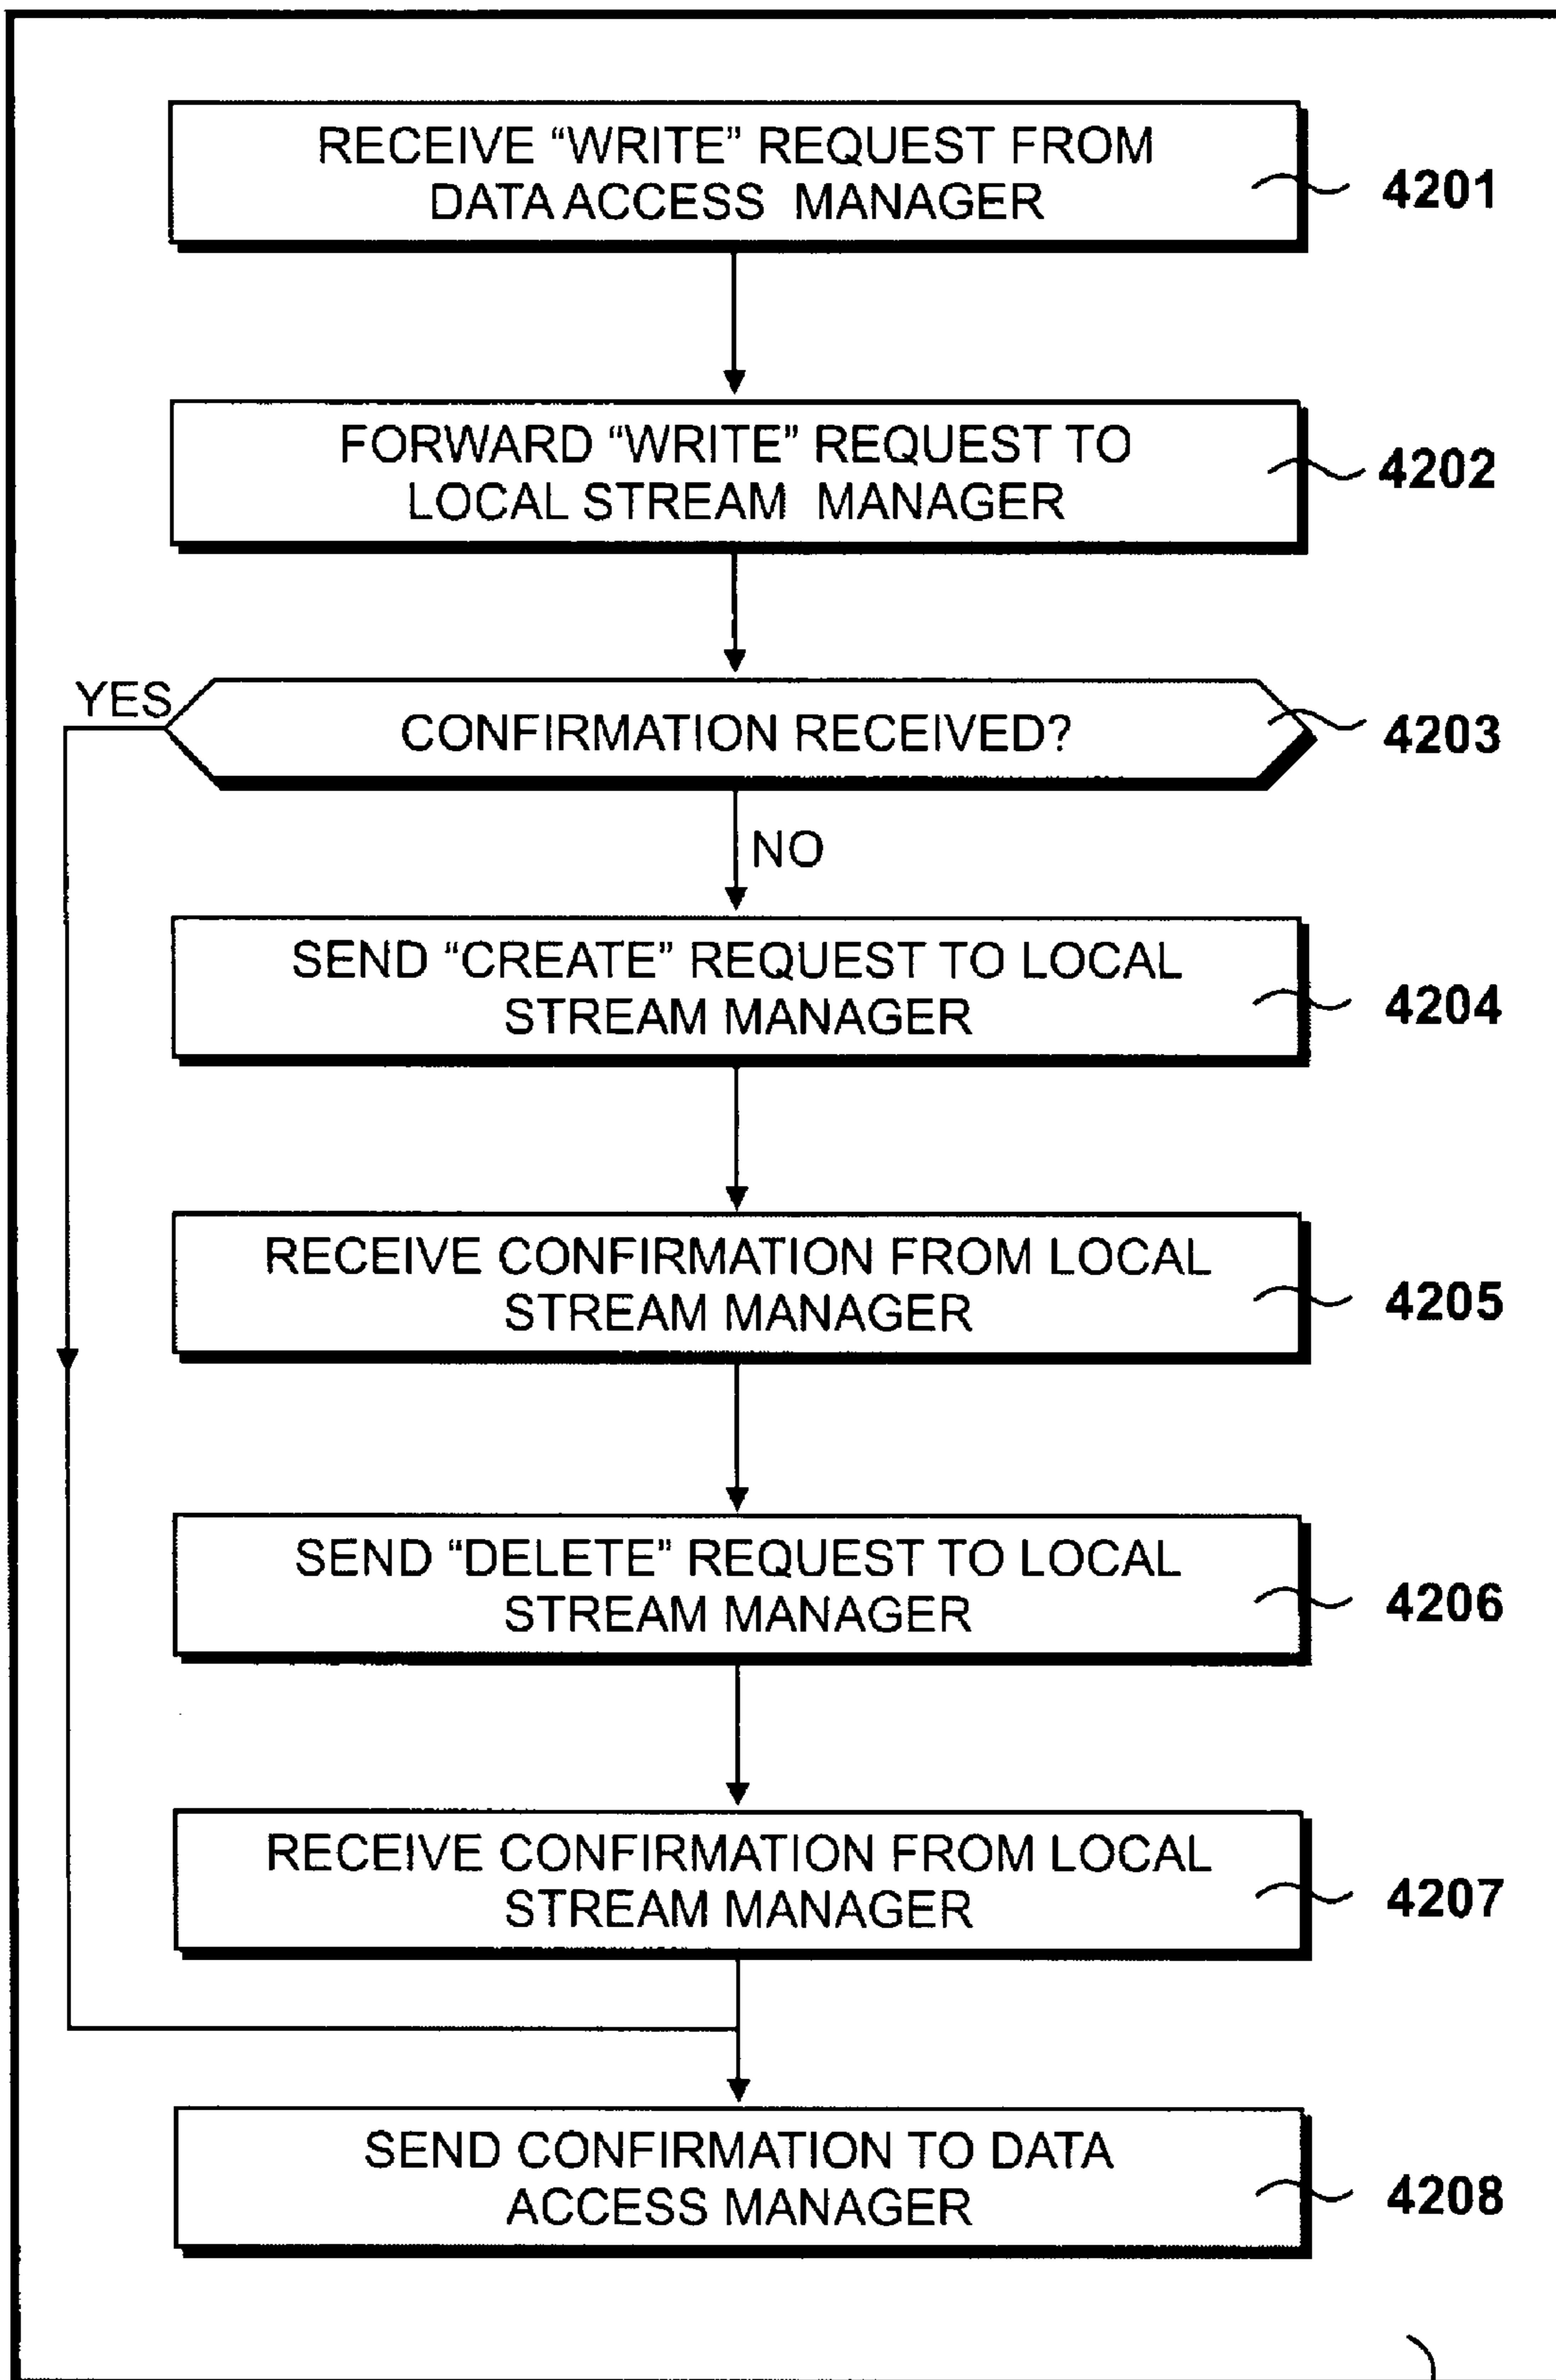 RECEIVE “WRITE” REQUEST FROM
DATA ACCESS MANAGER
4201
FORWARD “WRITE” REQUEST TO
LOCAL STREAM MANAGER
4202
YES
CONFIRMATION RECEIVED?
4203
NO
SEND “CREATE” REQUEST TO LOCAL
STREAM MANAGER
4204
RECEIVE CONFIRMATION FROM LOCAL
STREAM MANAGER
4205
SEND “DELETE” REQUEST TO LOCAL
STREAM MANAGER
4206
RECEIVE CONFIRMATION FROM LOCAL
STREAM MANAGER
4207
SEND CONFIRMATION TO DATA
ACCESS MANAGER
4208